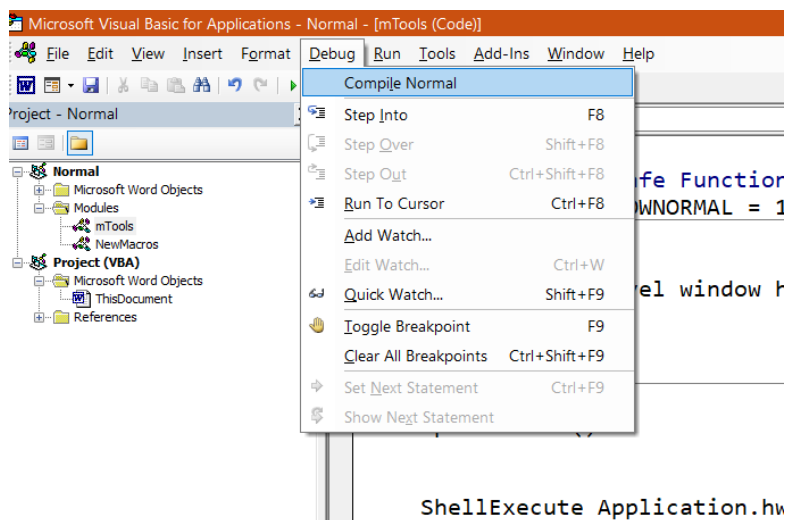 Microsoft Visual Basic for Applications - Normal - [mTools (Code)]
File Edit View Insert Format Debug Run Tools Add-Ins Window Help
Project - Normal
Compile Normal
Step Into F8
Step Over Shift+F8
Step Out Ctrl+Shift+F8
Run To Cursor Ctrl+F8
Add Watch...
Edit Watch... Ctrl+W
Quick Watch... Shift+F9
Toggle Breakpoint F9
Clear All Breakpoints Ctrl+Shift+F9
Set Next Statement Ctrl+F9
Show Next Statement
Normal
Microsoft Word Objects
Modules
mTools
NewMacros
Project (VBA)
Microsoft Word Objects
ThisDocument
References
fe Function
OWNORMAL = 1
vel window h
ShellExecute Application.hw